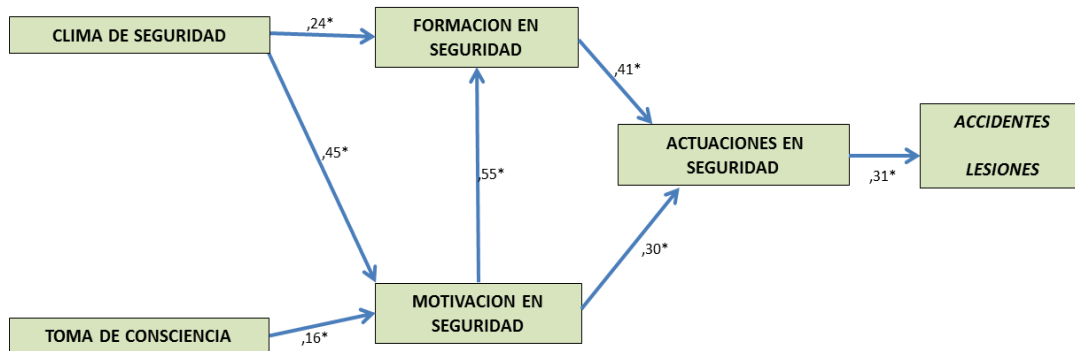 CLIMA DE SEGURIDAD
,24*
FORMACION EN
SEGURIDAD
,41*
ACCIDENTES
LESIONES
ACTUACIONES EN
SEGURIDAD
,31*
,45*
,55*
,30*
MOTIVACION EN
SEGURIDAD
TOMA DE CONSCIENCIA
,16*